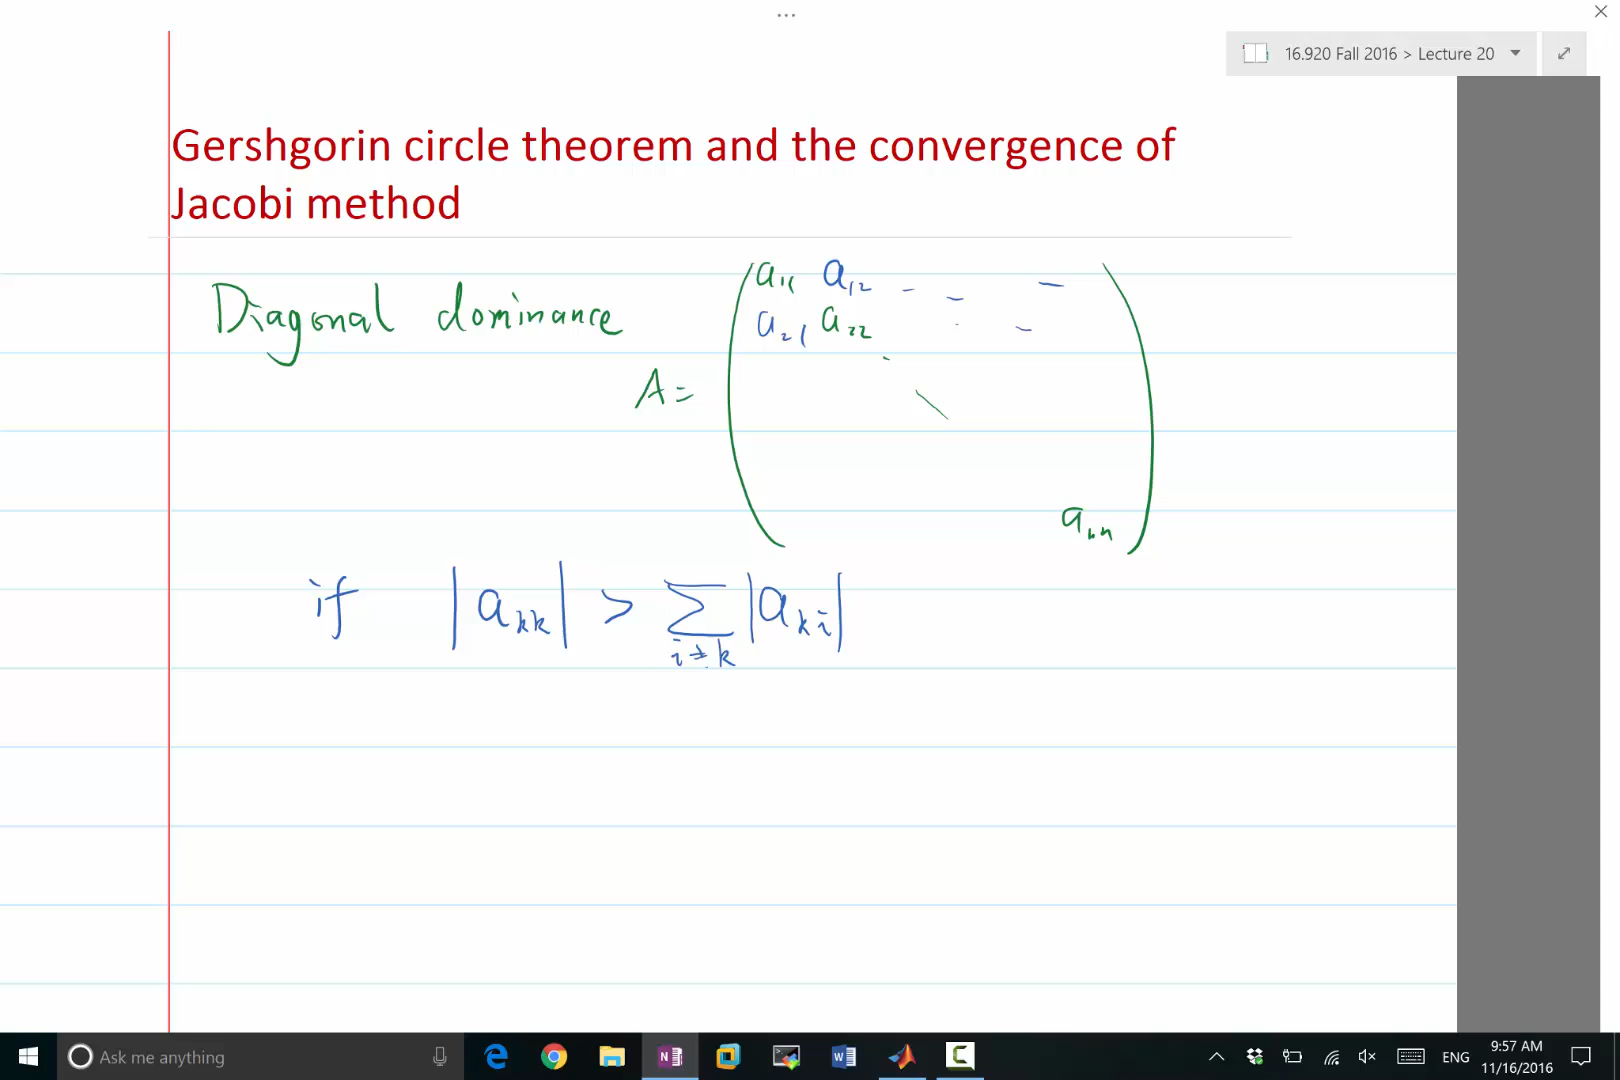 ...
16.920 Fall 2016 > Lecture 20
Gershgorin circle theorem and the convergence of
Jacobi method
Diagonal dominance
A = ( a₁₁ a₁₂ - - -
a₂₁ a₂₂ - -
aₙₙ )
if |aₖₖ| > Σ |aₖᵢ|
i≠k
Ask me anything
ENG
9:57 AM
11/16/2016